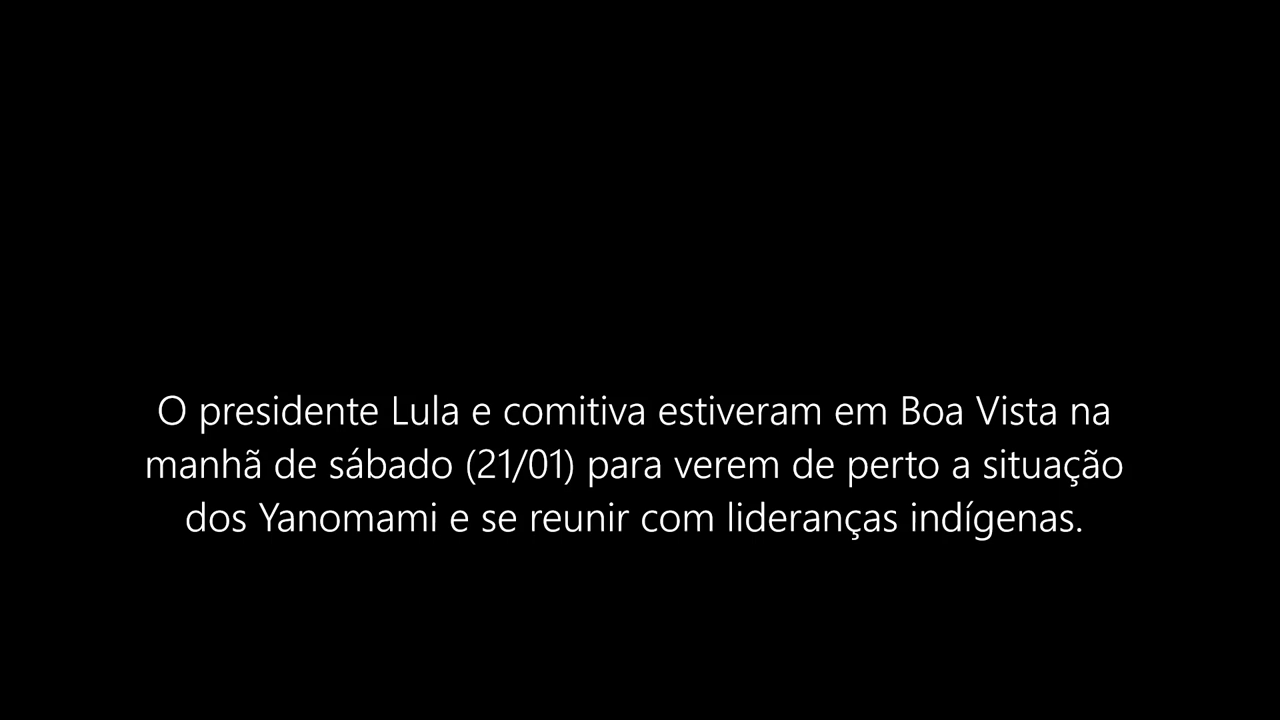 O presidente Lula e comitiva estiveram em Boa Vista na
manhã de sábado (21/01) para verem de perto a situação
dos Yanomami e se reunir com lideranças indígenas.